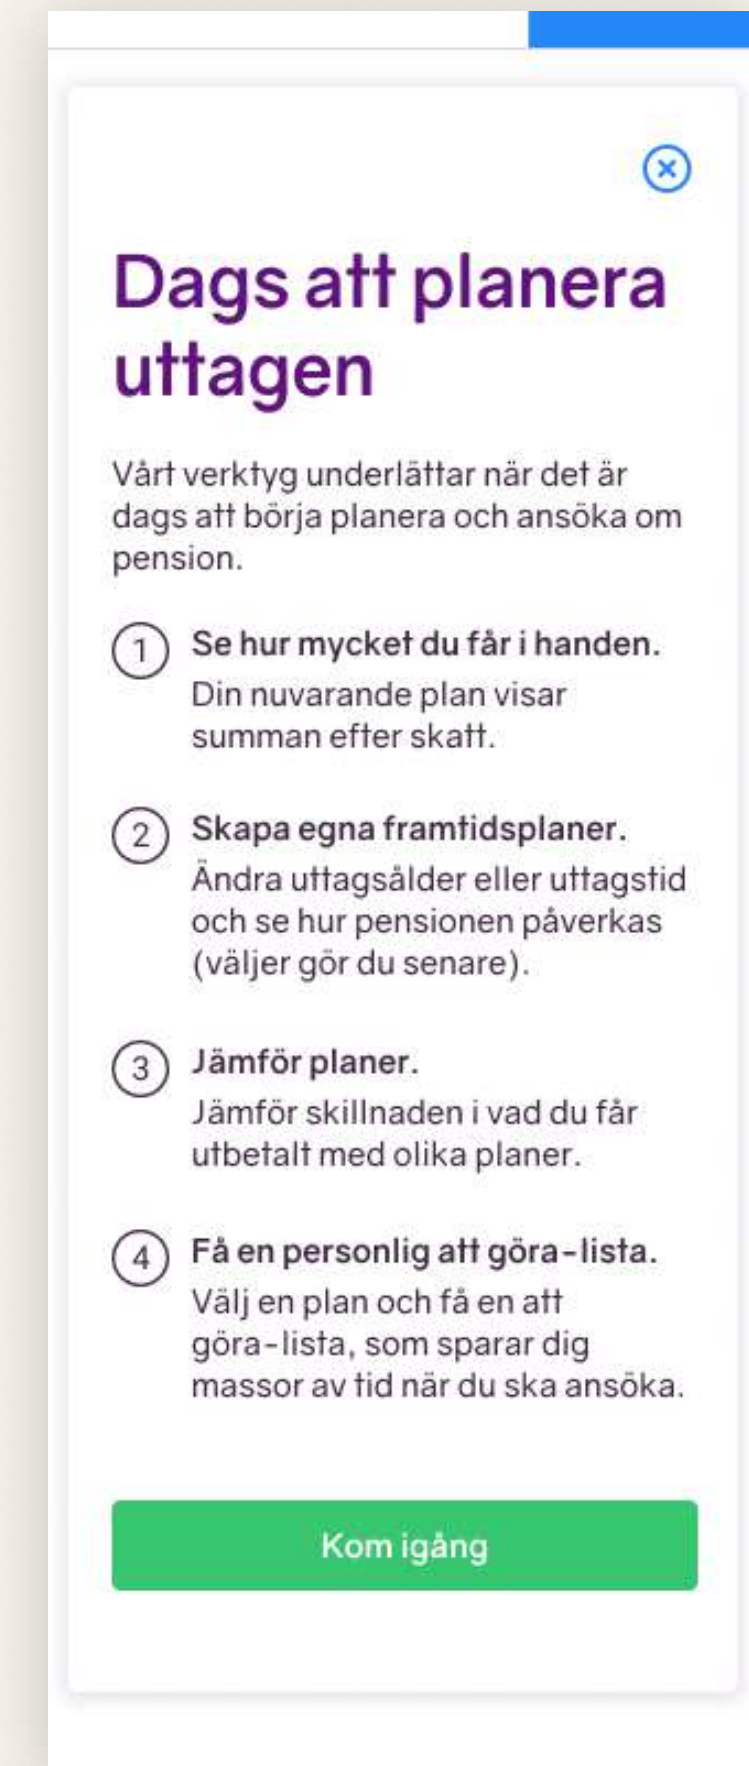 Dags att planera
uttagen
Vårt verktyg underlättar när det är
dags att börja planera och ansöka om
pension.
1 Se hur mycket du får i handen.
Din nuvarande plan visar
summan efter skatt.
2 Skapa egna framtidsplaner.
Ändra uttagsålder eller uttagstid
och se hur pensionen påverkas
(väljer gör du senare).
3 Jämför planer.
Jämför skillnaden i vad du får
utbetalt med olika planer.
4 Få en personlig att göra-lista.
Välj en plan och få en att
göra-lista, som sparar dig
massor av tid när du ska ansöka.
Kom igång